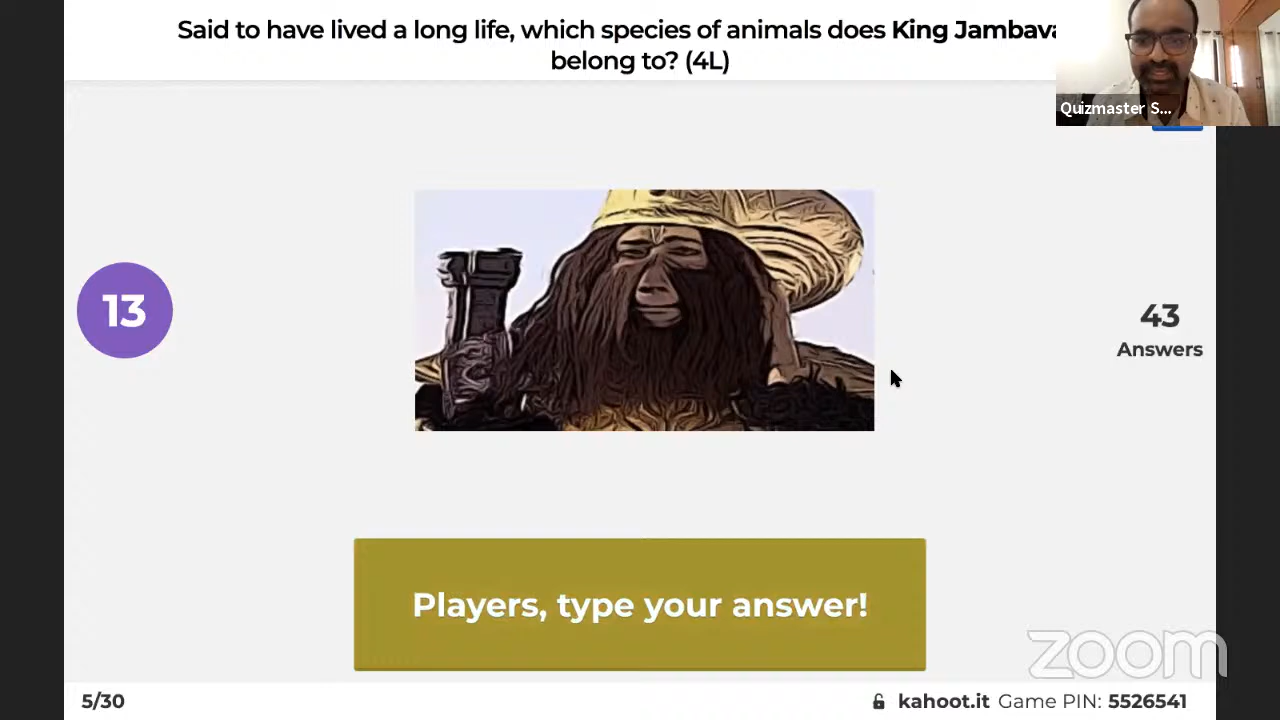 Said to have lived a long life, which species of animals does King Jambava
belong to? (4L)
Quizmaster S...
13
43
Answers
Players, type your answer!
zoom
5/30
kahoot.it Game PIN: 5526541